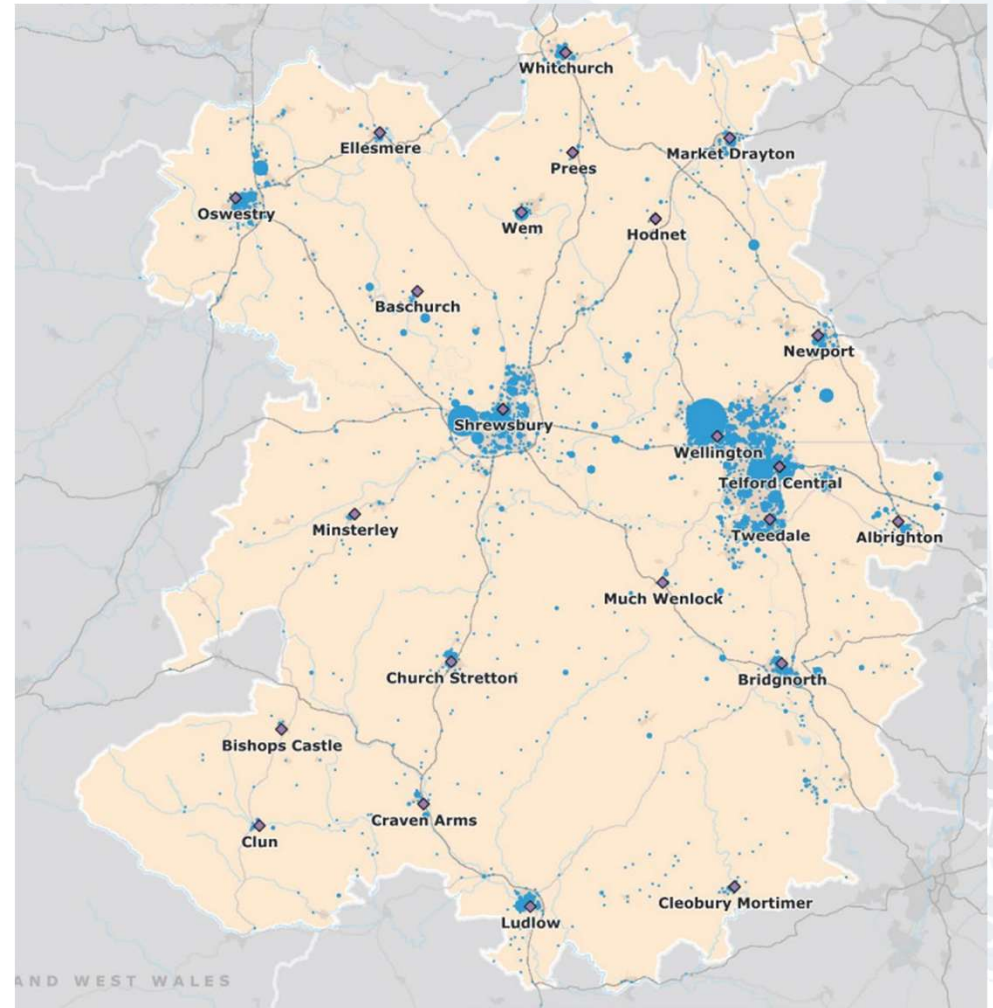 Whitchurch
Ellesmere
Market Drayton
Prees
Oswestry
Wem
Hodnet
Baschurch
Newport
Shrewsbury
Wellington
Telford Central
Minsterley
Tweedale
Albrighton
Much Wenlock
Church Stretton
Bridgnorth
Bishops Castle
Craven Arms
Clun
Cleobury Mortimer
Ludlow
AND WEST WALES